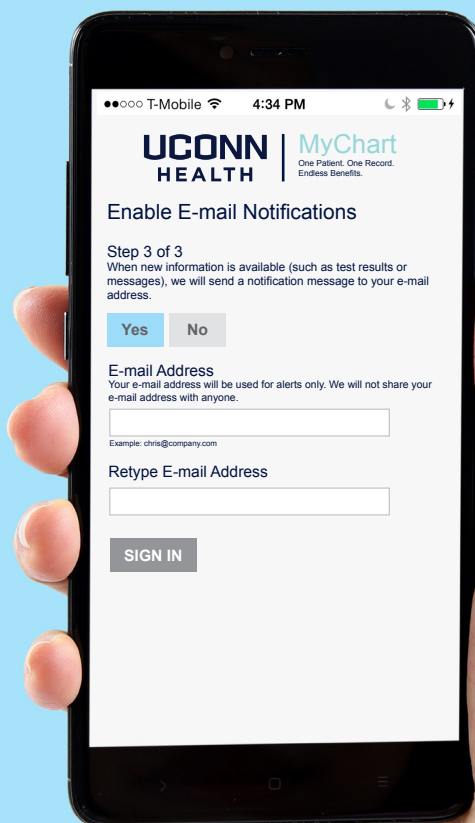 T-Mobile 4:34 PM
UCONN
HEALTH
MyChart
One Patient. One Record.
Endless Benefits.
Enable E-mail Notifications
Step 3 of 3
When new information is available (such as test results or
messages), we will send a notification message to your e-mail
address.
Yes No
E-mail Address
Your e-mail address will be used for alerts only. We will not share your
e-mail address with anyone.
Example: chris@company.com
Retype E-mail Address
SIGN IN